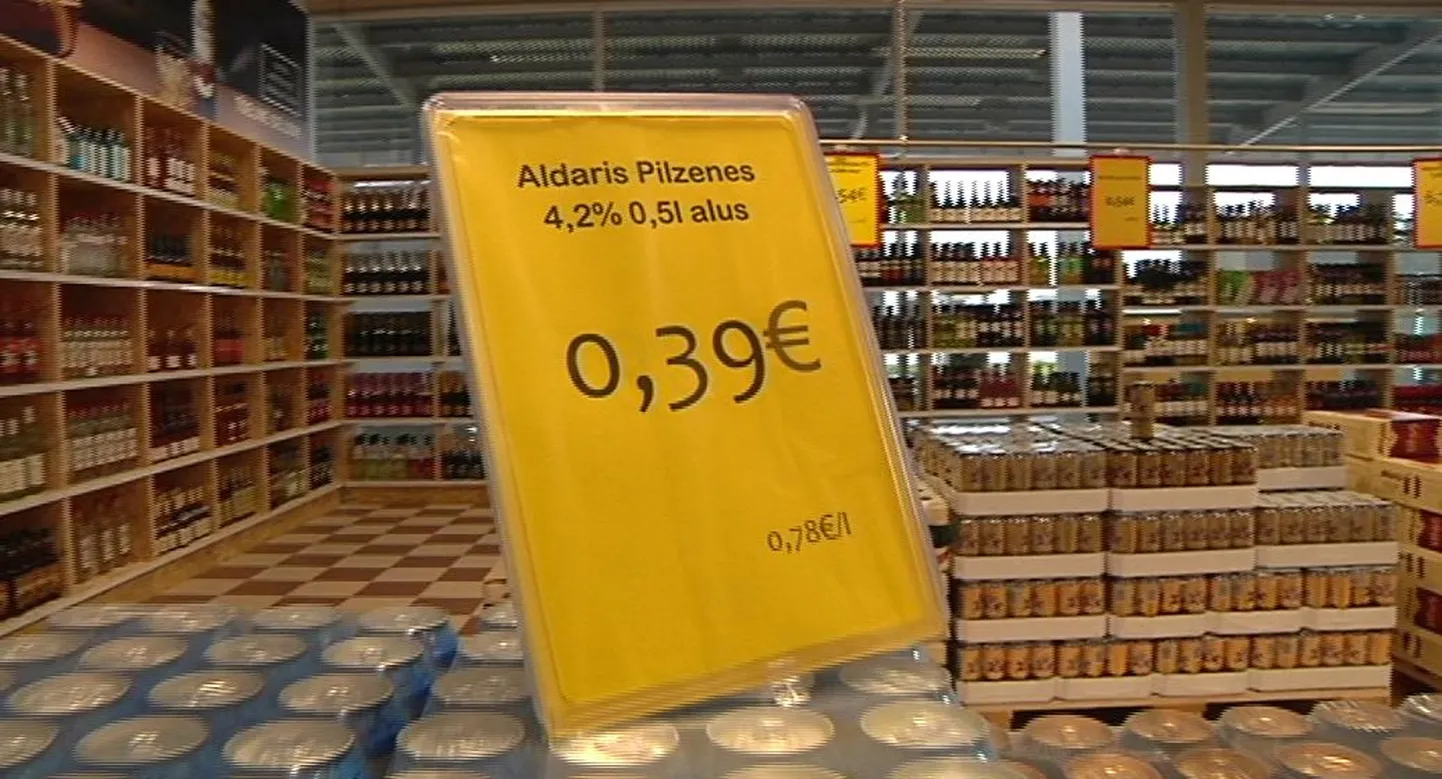 Aldaris Pilzenes
4,2% 0,5l alus
0,39€
0,78€/l